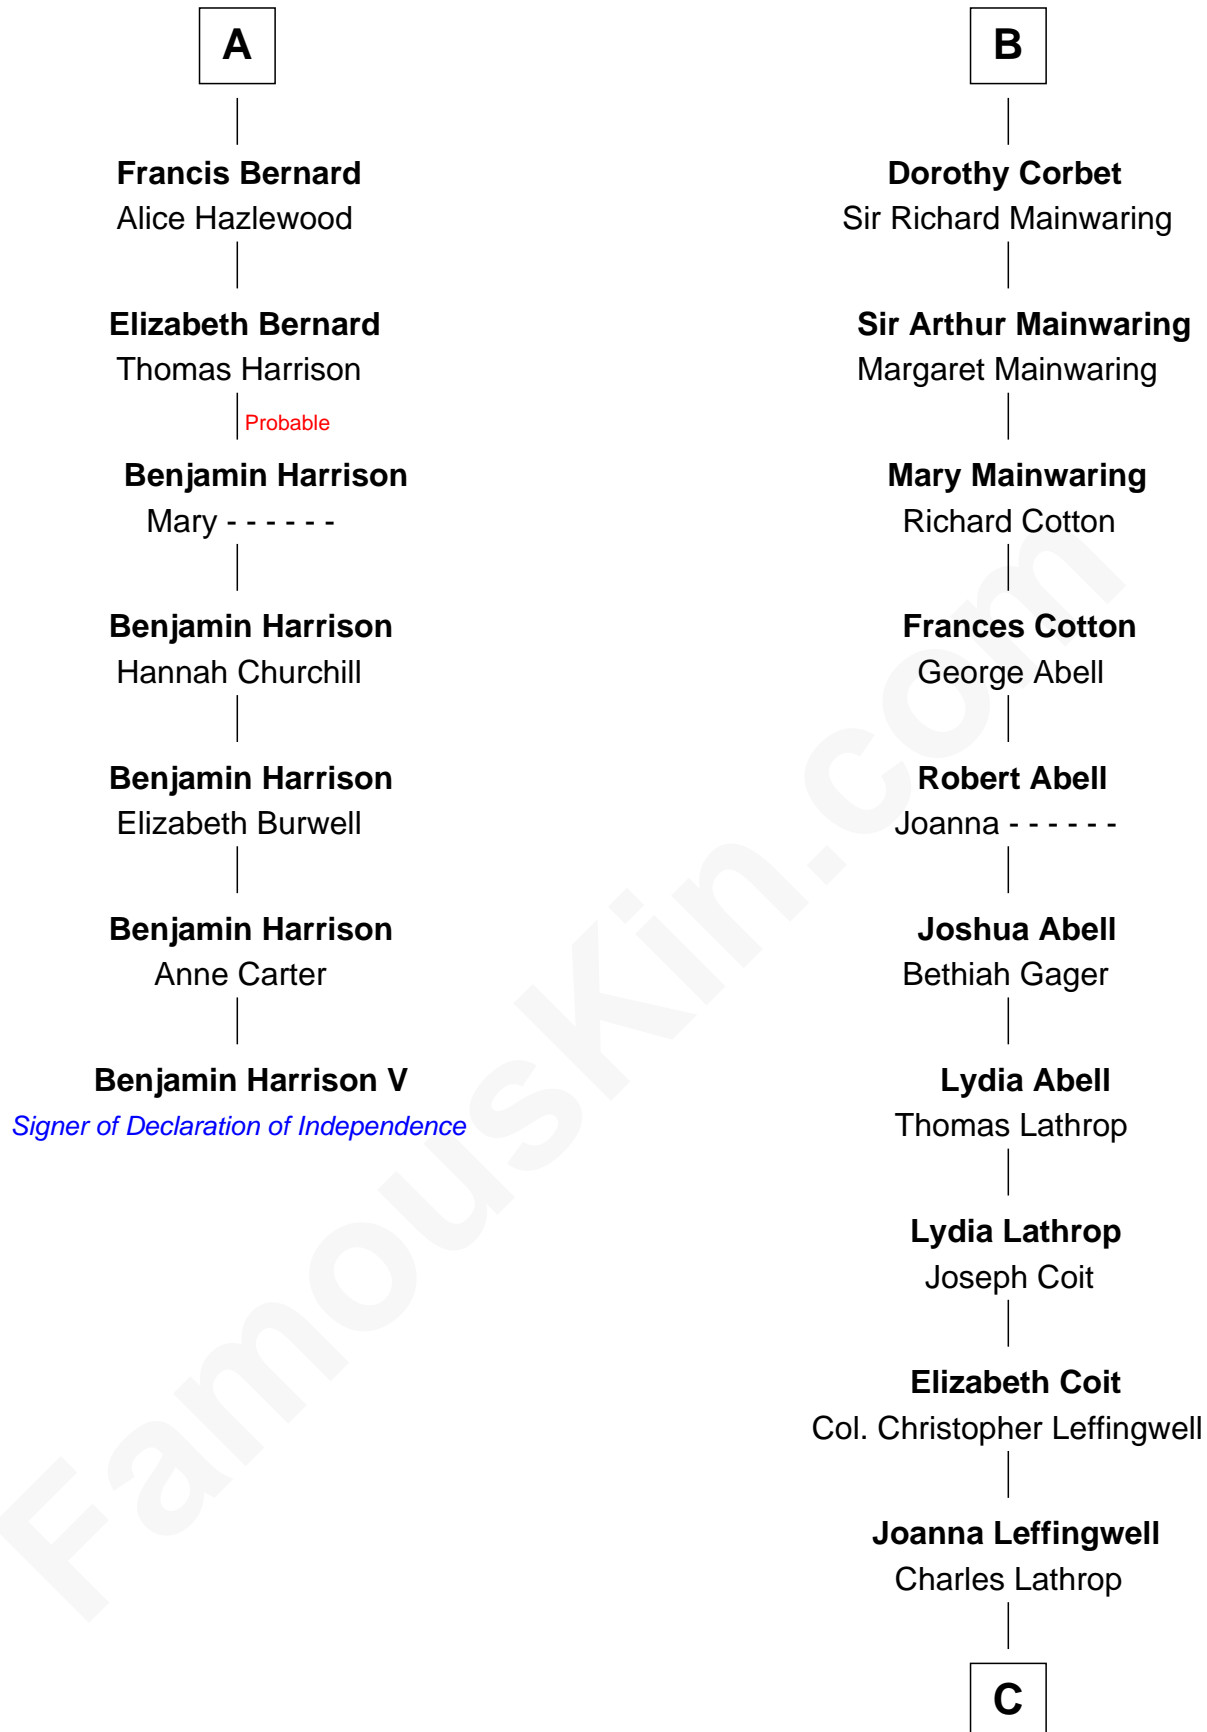 A
Francis Bernard
Alice Hazlewood
Elizabeth Bernard
Thomas Harrison
Probable
Benjamin Harrison
Mary - - - - - -
Benjamin Harrison
Hannah Churchill
Benjamin Harrison
Elizabeth Burwell
Benjamin Harrison
Anne Carter
Benjamin Harrison V
Signer of Declaration of Independence
B
Dorothy Corbet
Sir Richard Mainwaring
Sir Arthur Mainwaring
Margaret Mainwaring
Mary Mainwaring
Richard Cotton
Frances Cotton
George Abell
Robert Abell
Joanna - - - - - -
Joshua Abell
Bethiah Gager
Lydia Abell
Thomas Lathrop
Lydia Lathrop
Joseph Coit
Elizabeth Coit
Col. Christopher Leffingwell
Joanna Leffingwell
Charles Lathrop
C
FamousKin.com